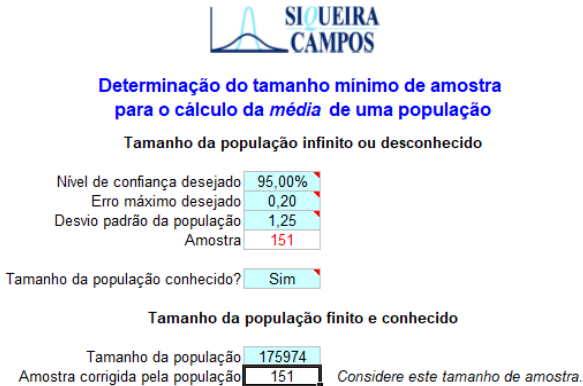 SIQUEIRA
CAMPOS
Determinação do tamanho mínimo de amostra
para o cálculo da média de uma população
Tamanho da população infinito ou desconhecido
Nível de confiança desejado 95,00%
Erro máximo desejado 0,20
Desvio padrão da população 1,25
Amostra 151
Tamanho da população conhecido? Sim
Tamanho da população finito e conhecido
Tamanho da população 175974
Amostra corrigida pela população 151 Considere este tamanho de amostra.